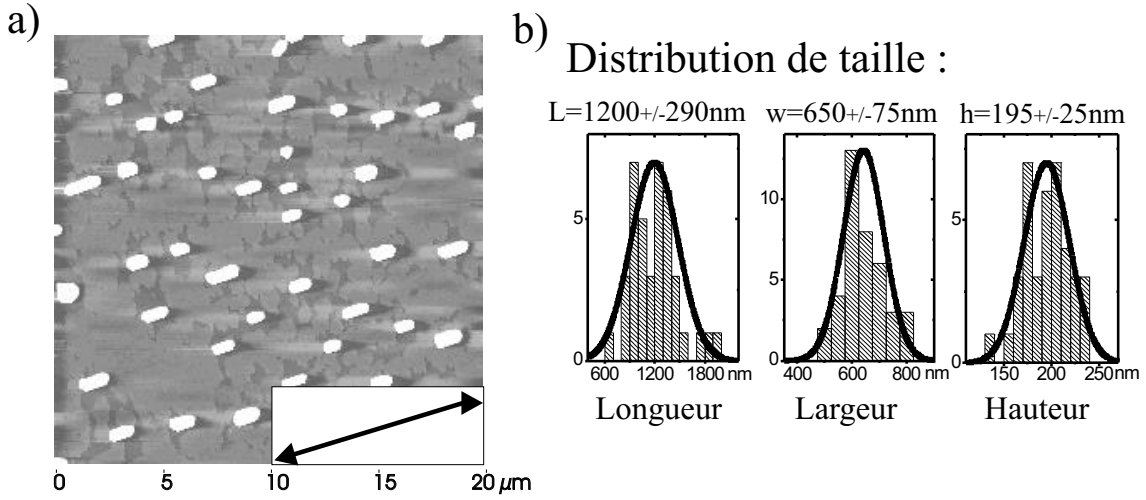 a)
0 5 10 15 20 µm
b)
Distribution de taille :
L=1200+/-290nm w=650+/-75nm h=195+/-25nm
5
0
600 1200 1800 nm
Longueur
10
5
0
400 600 800 nm
Largeur
5
0
150 200 250 nm
Hauteur